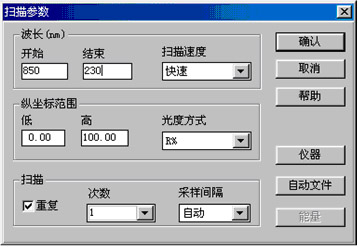 扫描参数
波长(nm)
开始 结束 扫描速度
850 230 快速
纵坐标范围
低 高 光度方式
0.00 100.00 R%
扫描
重复 次数 采样间隔
1 自动
确认
取消
帮助
仪器
自动文件
能量